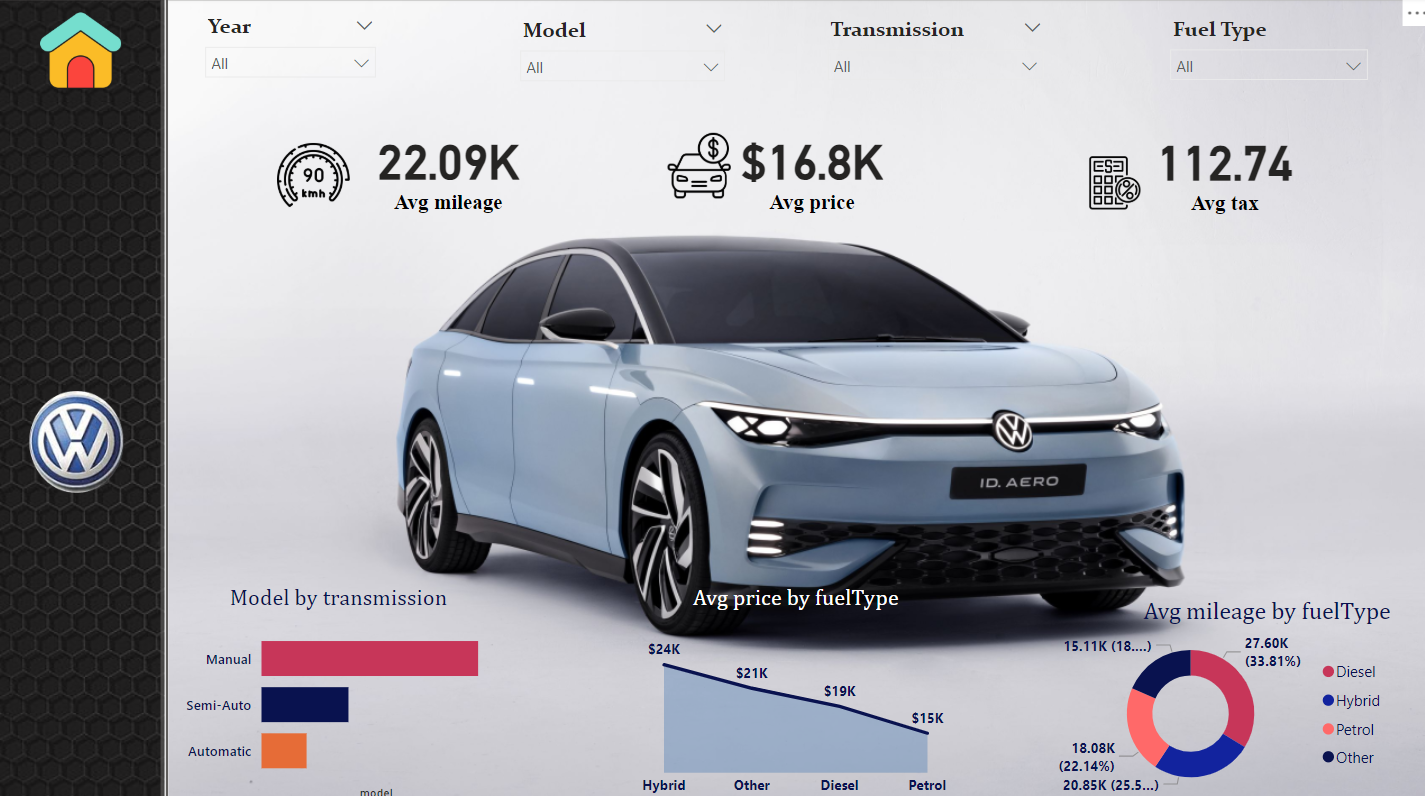 Year
Model
Transmission
Fuel Type
All
All
All
All
90
kmh
22.09K
Avg mileage
$
$16.8K
Avg price
%
112.74
Avg tax
ID. AERO
Model by transmission
Manual
Semi-Auto
Automatic
model
Avg price by fuelType
$24K
$21K
$19K
$15K
Hybrid
Other
Diesel
Petrol
Avg mileage by fuelType
15.11K (18....)
27.60K
(33.81%)
18.08K
(22.14%)
20.85K (25.5...)
Diesel
Hybrid
Petrol
Other